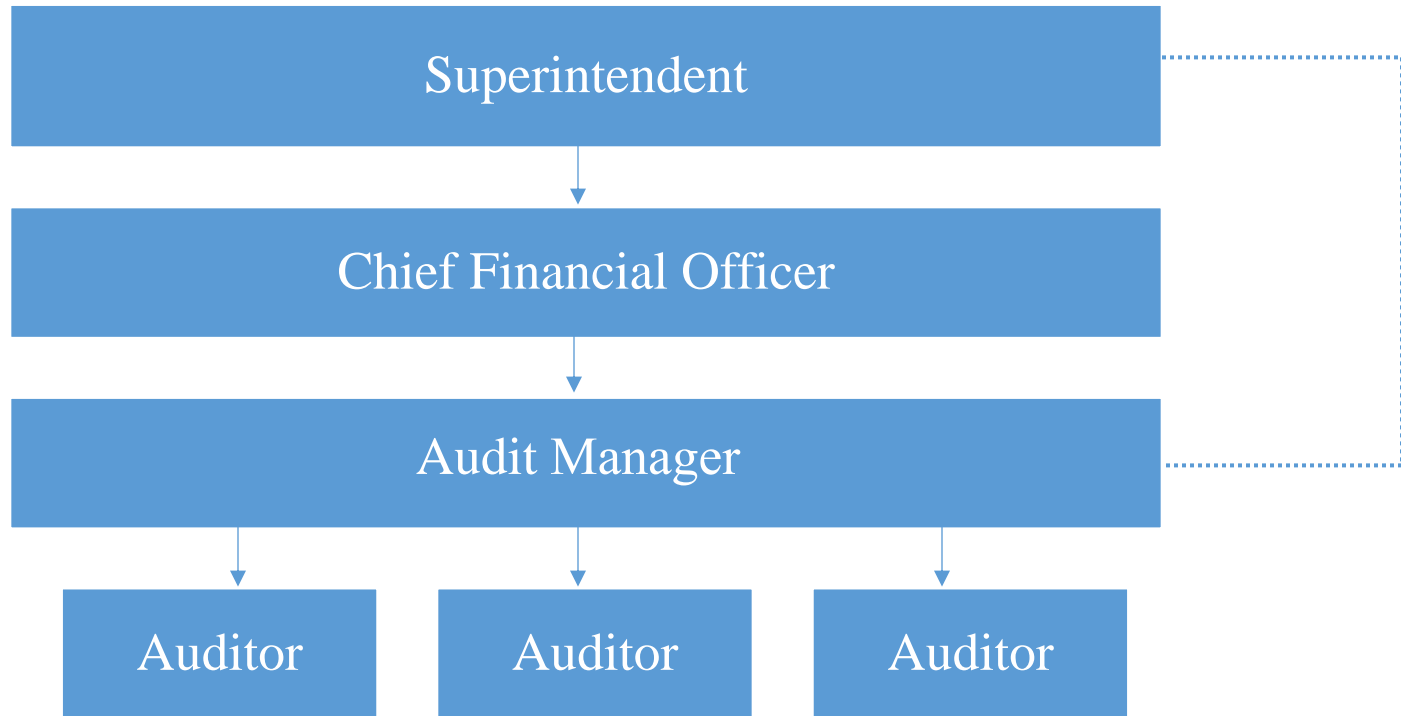 Superintendent
Chief Financial Officer
Audit Manager
Auditor
Auditor
Auditor